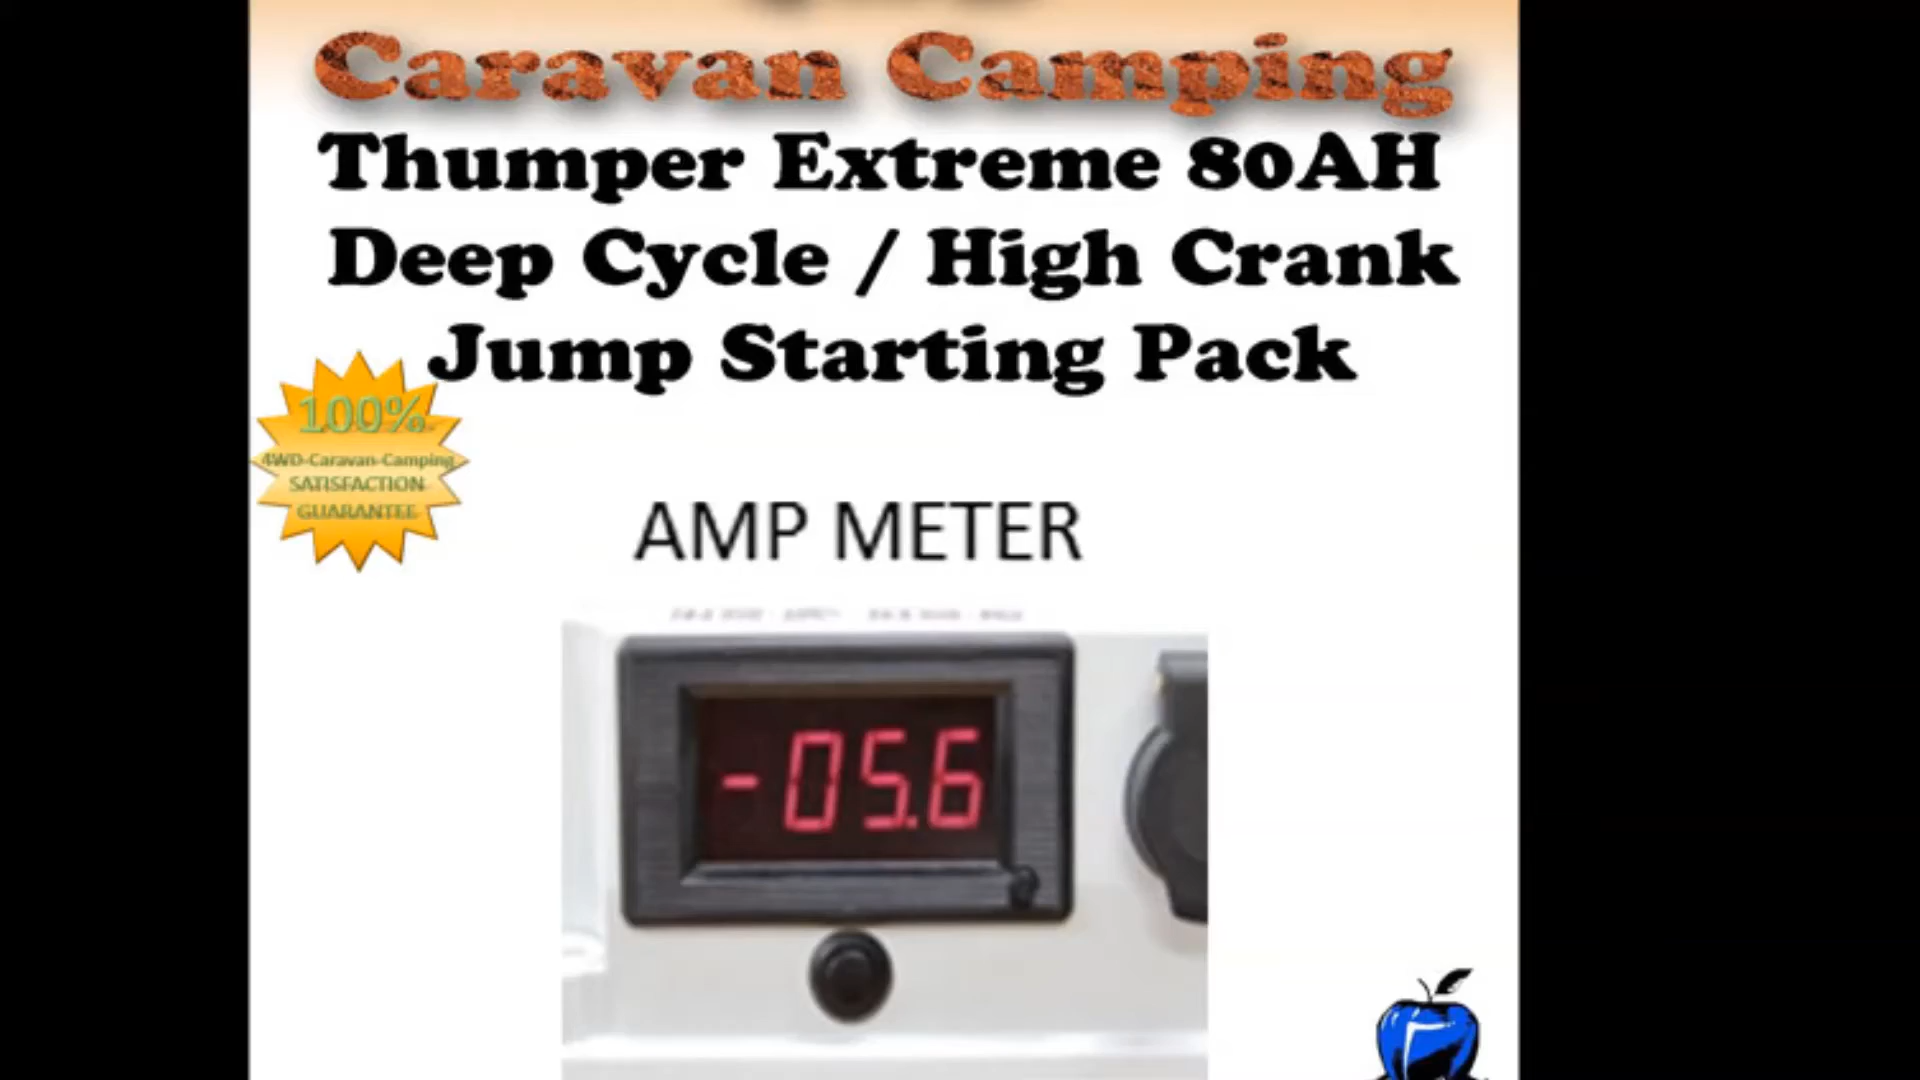 Caravan Camping
Thumper Extreme 80AH
Deep Cycle / High Crank
Jump Starting Pack
100%
4WD-Caravan-Camping
SATISFACTION
GUARANTEE
AMP METER
-05.6